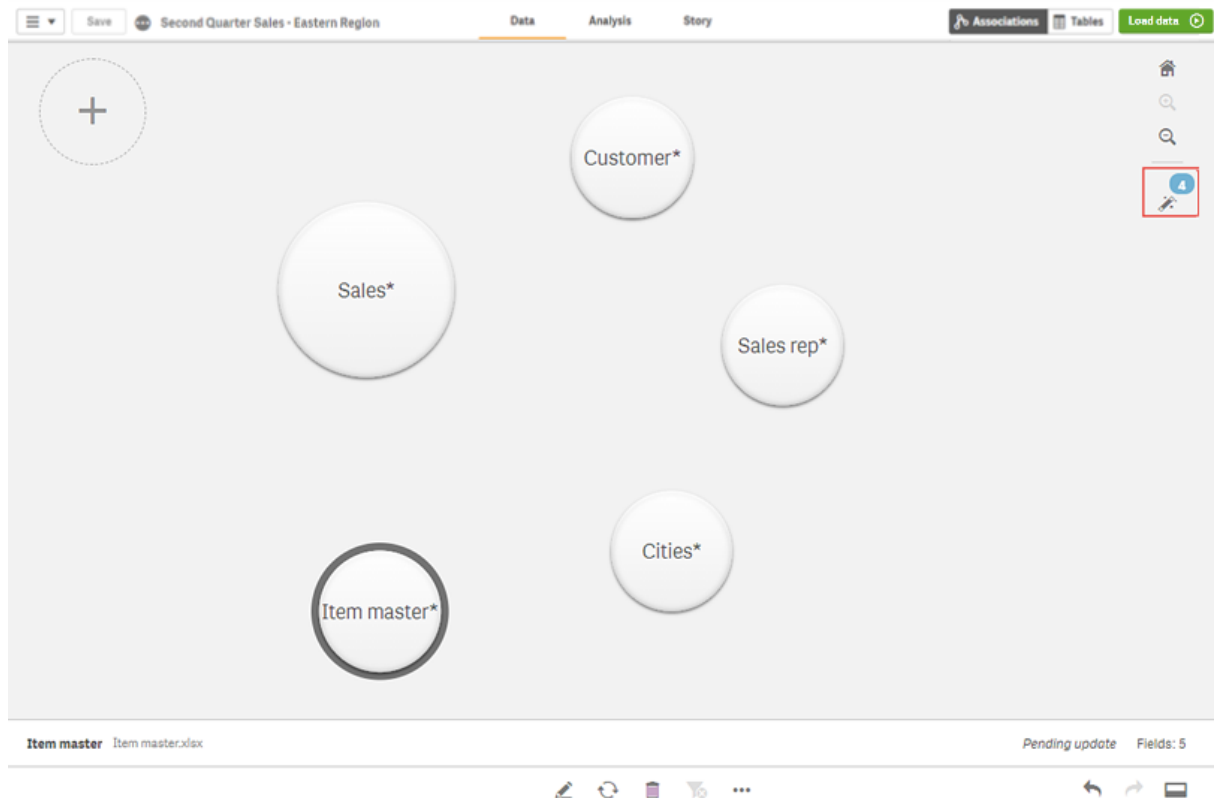 Save Second Quarter Sales - Eastern Region Data Analysis Story Associations Tables Load data
Customer*
4
Sales*
Sales rep*
Cities*
Item master*
Item master Item master.xlsx Pending update Fields: 5